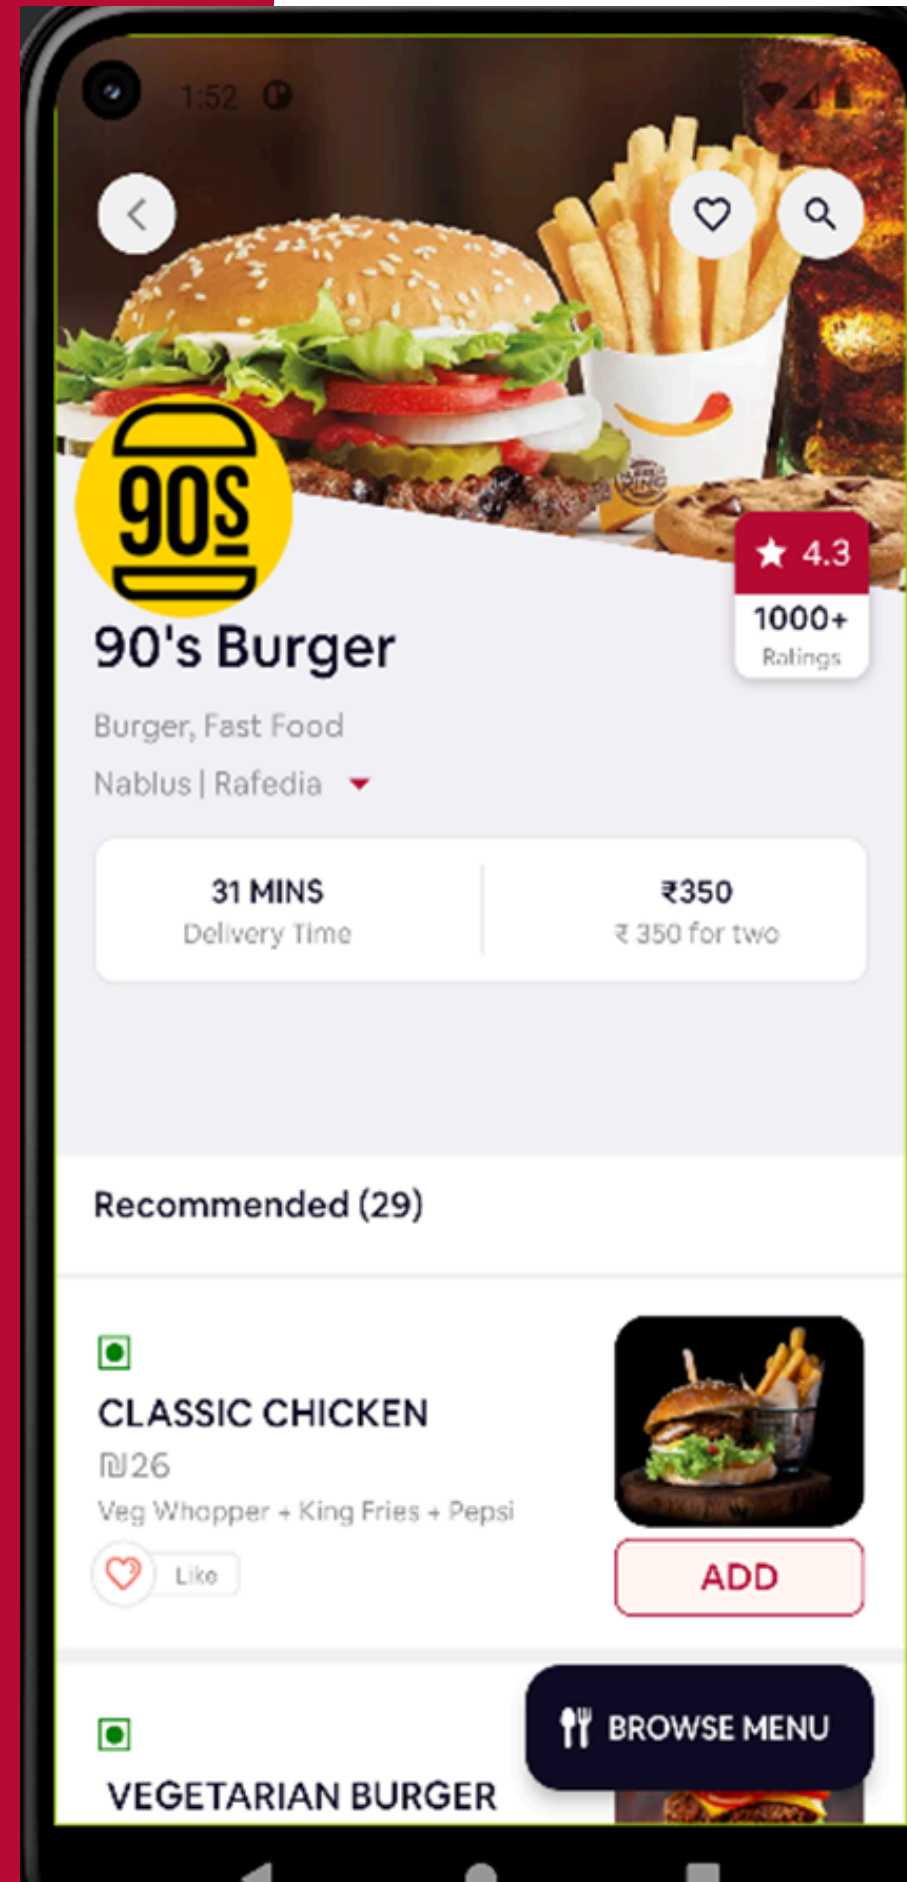 1:52
90s
4.3
1000+
Ratings
90's Burger
Burger, Fast Food
Nablus | Rafedia
31 MINS
Delivery Time
₹350
₹ 350 for two
Recommended (29)
CLASSIC CHICKEN
₪26
Veg Whopper + King Fries + Pepsi
Like
ADD
BROWSE MENU
VEGETARIAN BURGER